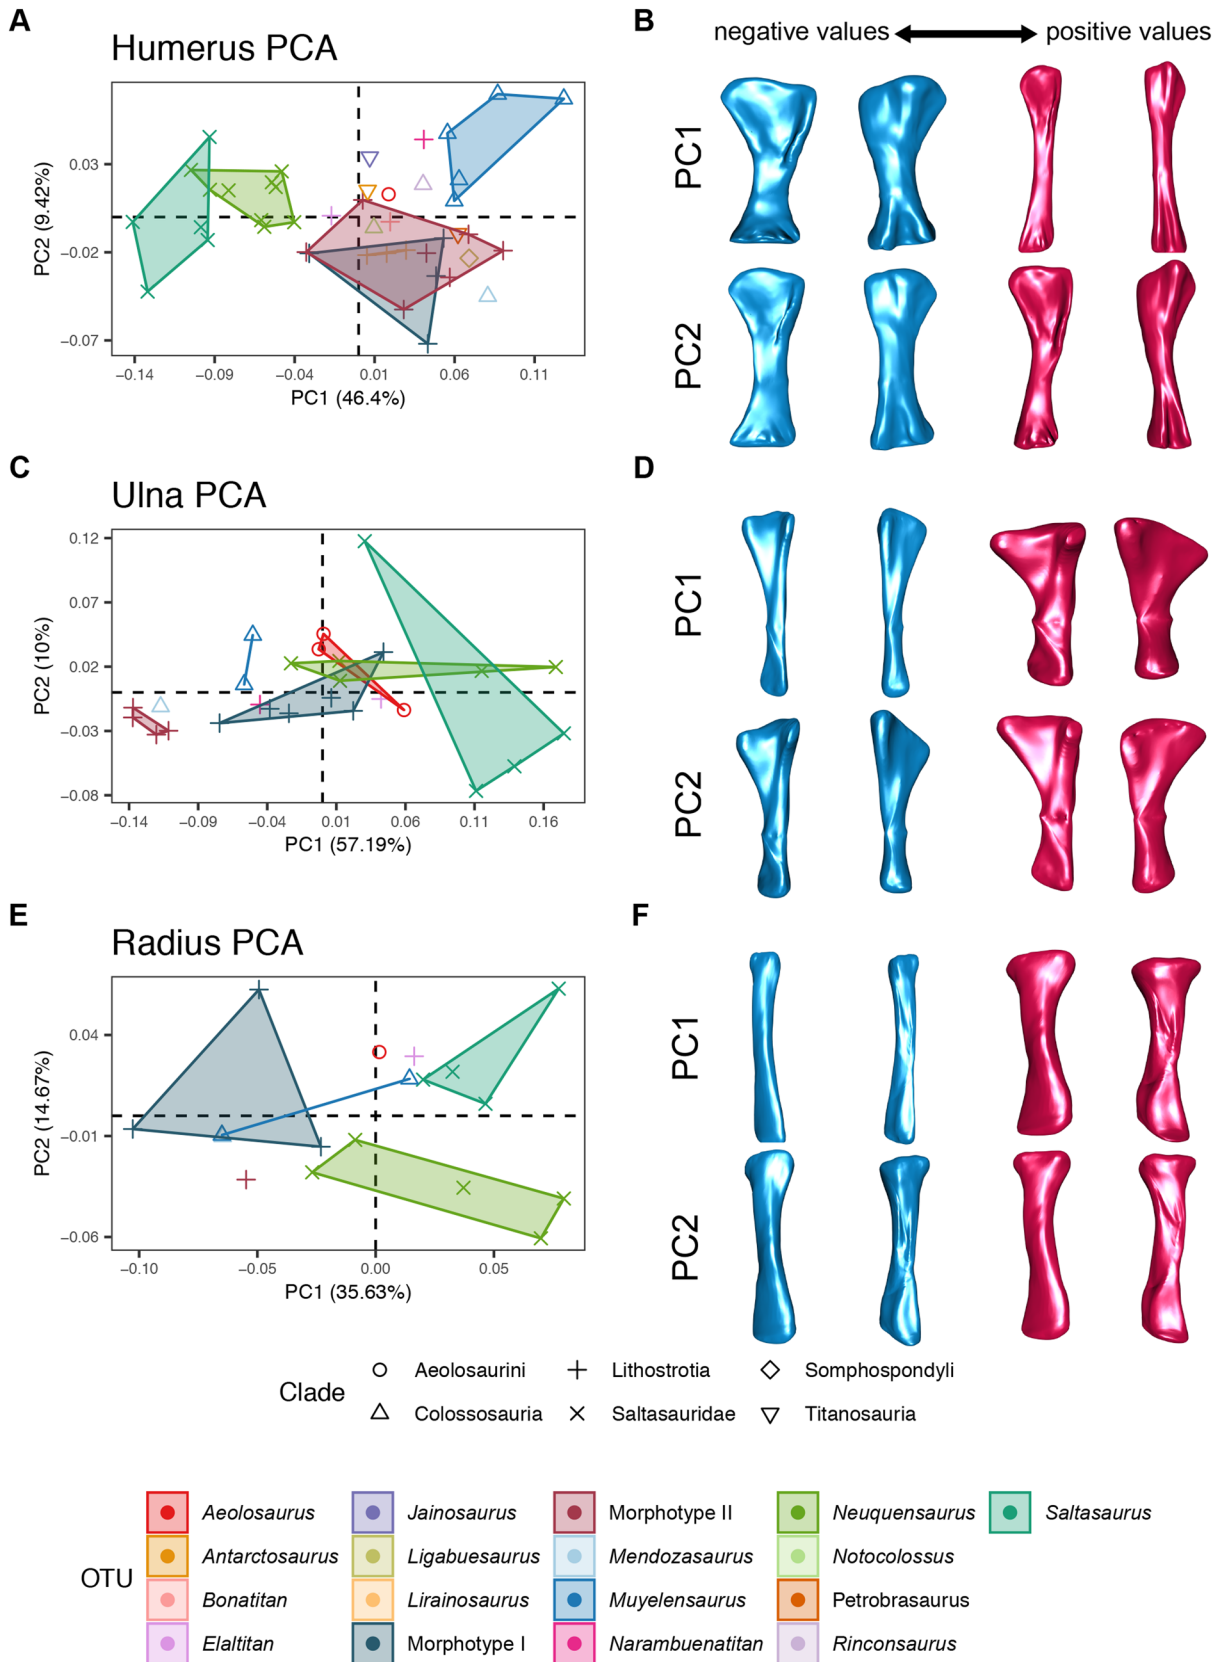 A
Humerus PCA
PC2 (9.42%)
0.03
−0.02
−0.07
−0.14 −0.09 −0.04 0.01 0.06 0.11
PC1 (46.4%)
B
negative values positive values
PC1
PC2
C
Ulna PCA
PC2 (10%)
0.12
0.07
0.02
−0.03
−0.08
−0.14 −0.09 −0.04 0.01 0.06 0.11 0.16
PC1 (57.19%)
D
PC1
PC2
E
Radius PCA
PC2 (14.67%)
0.04
−0.01
−0.06
−0.10 −0.05 0.00 0.05
PC1 (35.63%)
F
PC1
PC2
Clade
Aeolosaurini Lithostrotia Somphospondyli
Colossosauria Saltasauridae Titanosauria
OTU
Aeolosaurus Jainosaurus Morphotype II Neuquensaurus Saltasaurus
Antarctosaurus Ligabuesaurus Mendozasaurus Notocolossus
Bonatitan Lirainosaurus Muyelensaurus Petrobrasaurus
Elaltitan Morphotype I Narambuenatitan Rinconsaurus